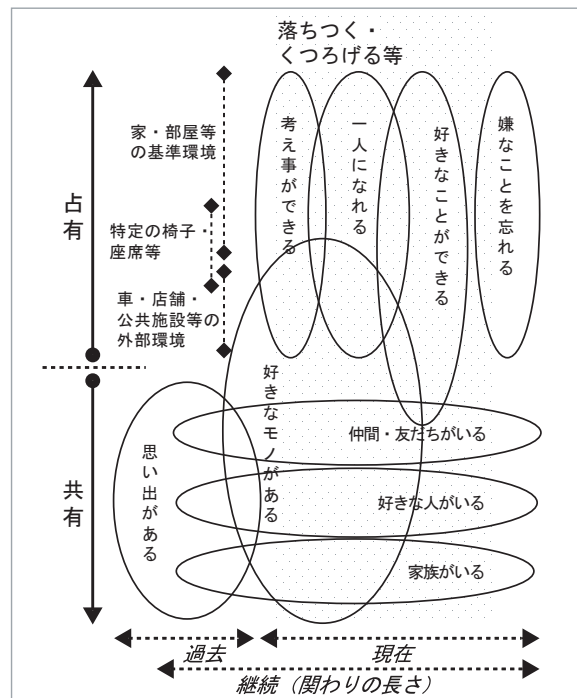 落ちつく・
くつろげる等
家・部屋等
の基準環境
特定の椅子・
座席等
車・店舗・
公共施設等の
外部環境
占有
共有
考え事ができる
一人になれる
好きなことができる
嫌なことを忘れる
好きなモノがある
思い出がある
仲間・友だちがいる
好きな人がいる
家族がいる
過去
現在
継続（関わりの長さ）